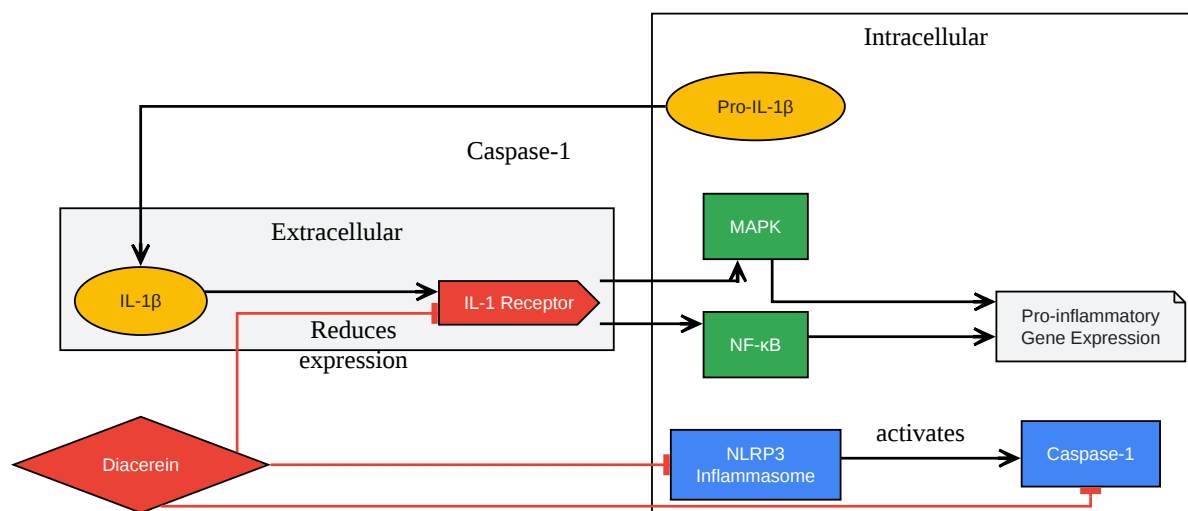 Intracellular
Pro-IL-1β
Caspase-1
Extracellular
MAPK
IL-1β
IL-1 Receptor
Pro-inflammatory
Gene Expression
Reduces
expression
NF-κB
activates
Diacerein
NLRP3
Inflammasome
Caspase-1